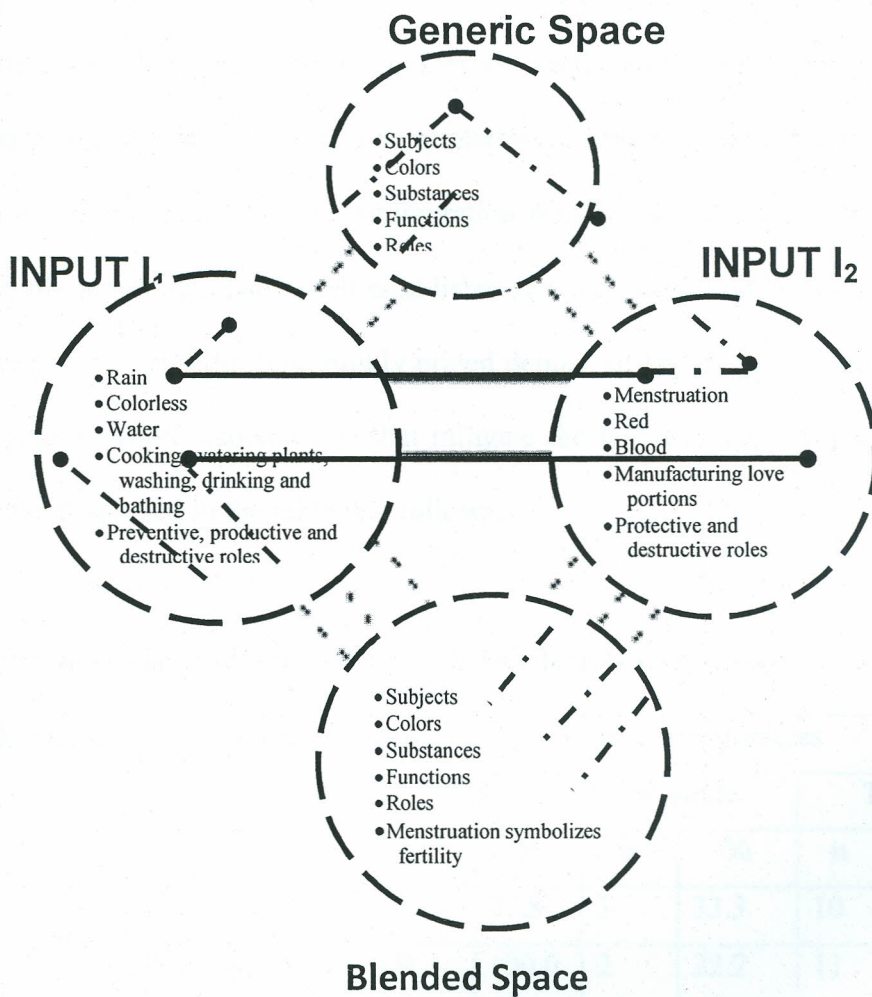 Generic Space
• Subjects
• Colors
• Substances
• Functions
• Roles
INPUT I₁
• Rain
• Colorless
• Water
• Cooking, watering plants,
washing, drinking and
bathing
• Preventive, productive and
destructive roles
INPUT I₂
• Menstruation
• Red
• Blood
• Manufacturing love
portions
• Protective and
destructive roles
• Subjects
• Colors
• Substances
• Functions
• Roles
• Menstruation symbolizes
fertility
Blended Space